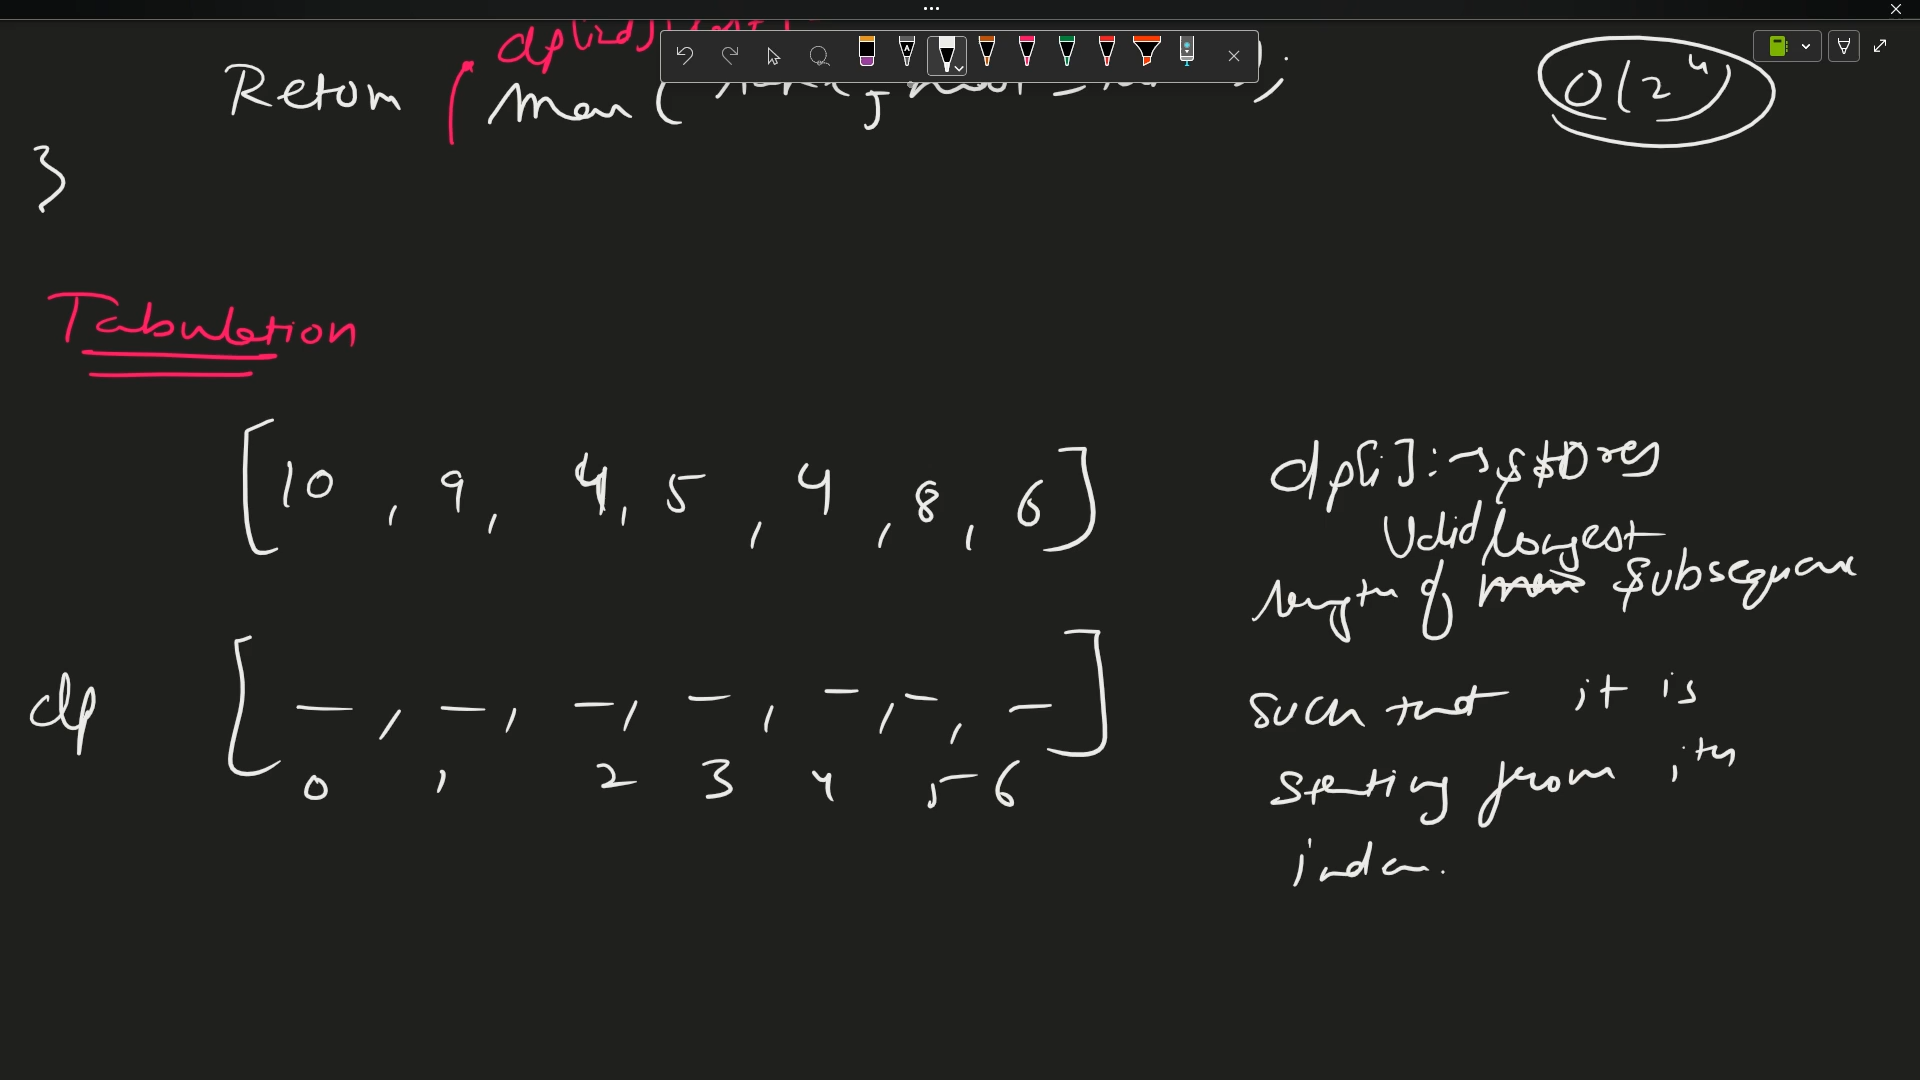 Return max (
O(2^n)
}
Tabulation
[10, 9, 4, 5, 4, 8, 6]
dp[i] :→ stores
Valid longest
length of subsequence
dp [ —, —, —, —, —, —, — ]
such that it is
0 1 2 3 4 5 6
starting from ith
index.